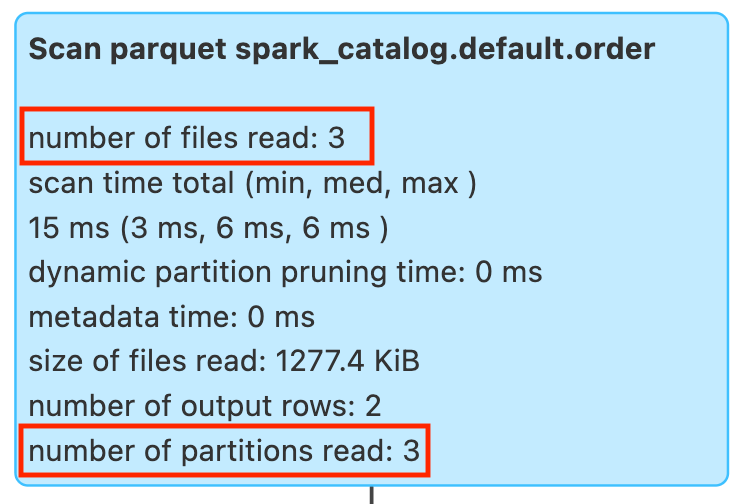 Scan parquet spark_catalog.default.order
number of files read: 3
scan time total (min, med, max )
15 ms (3 ms, 6 ms, 6 ms )
dynamic partition pruning time: 0 ms
metadata time: 0 ms
size of files read: 1277.4 KiB
number of output rows: 2
number of partitions read: 3